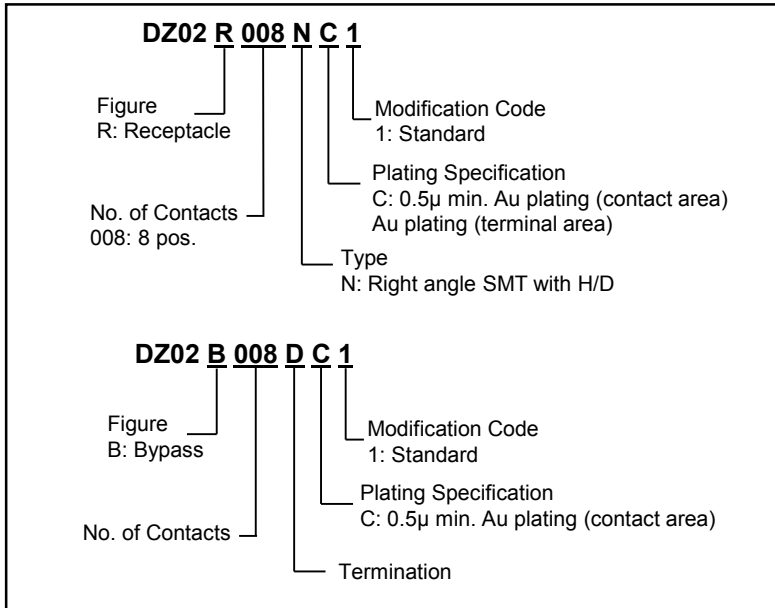 DZ02 R 008 N C 1
Figure
R: Receptacle
Modification Code
1: Standard
Plating Specification
C: 0.5µ min. Au plating (contact area)
Au plating (terminal area)
No. of Contacts
008: 8 pos.
Type
N: Right angle SMT with H/D
DZ02 B 008 D C 1
Figure
B: Bypass
Modification Code
1: Standard
Plating Specification
C: 0.5µ min. Au plating (contact area)
No. of Contacts
Termination